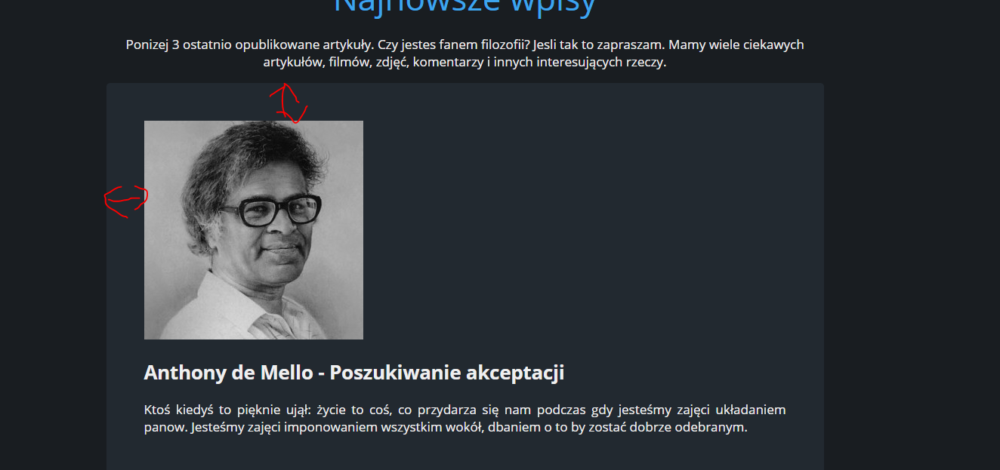 Najnowsze wpisy
Ponizej 3 ostatnio opublikowane artykuły. Czy jestes fanem filozofii? Jesli tak to zapraszam. Mamy wiele ciekawych
artykułów, filmów, zdjęć, komentarzy i innych interesujących rzeczy.
Anthony de Mello - Poszukiwanie akceptacji
Ktoś kiedyś to pięknie ujął: życie to coś, co przydarza się nam podczas gdy jesteśmy zajęci układaniem
panow. Jesteśmy zajęci imponowaniem wszystkim wokół, dbaniem o to by zostać dobrze odebranym.